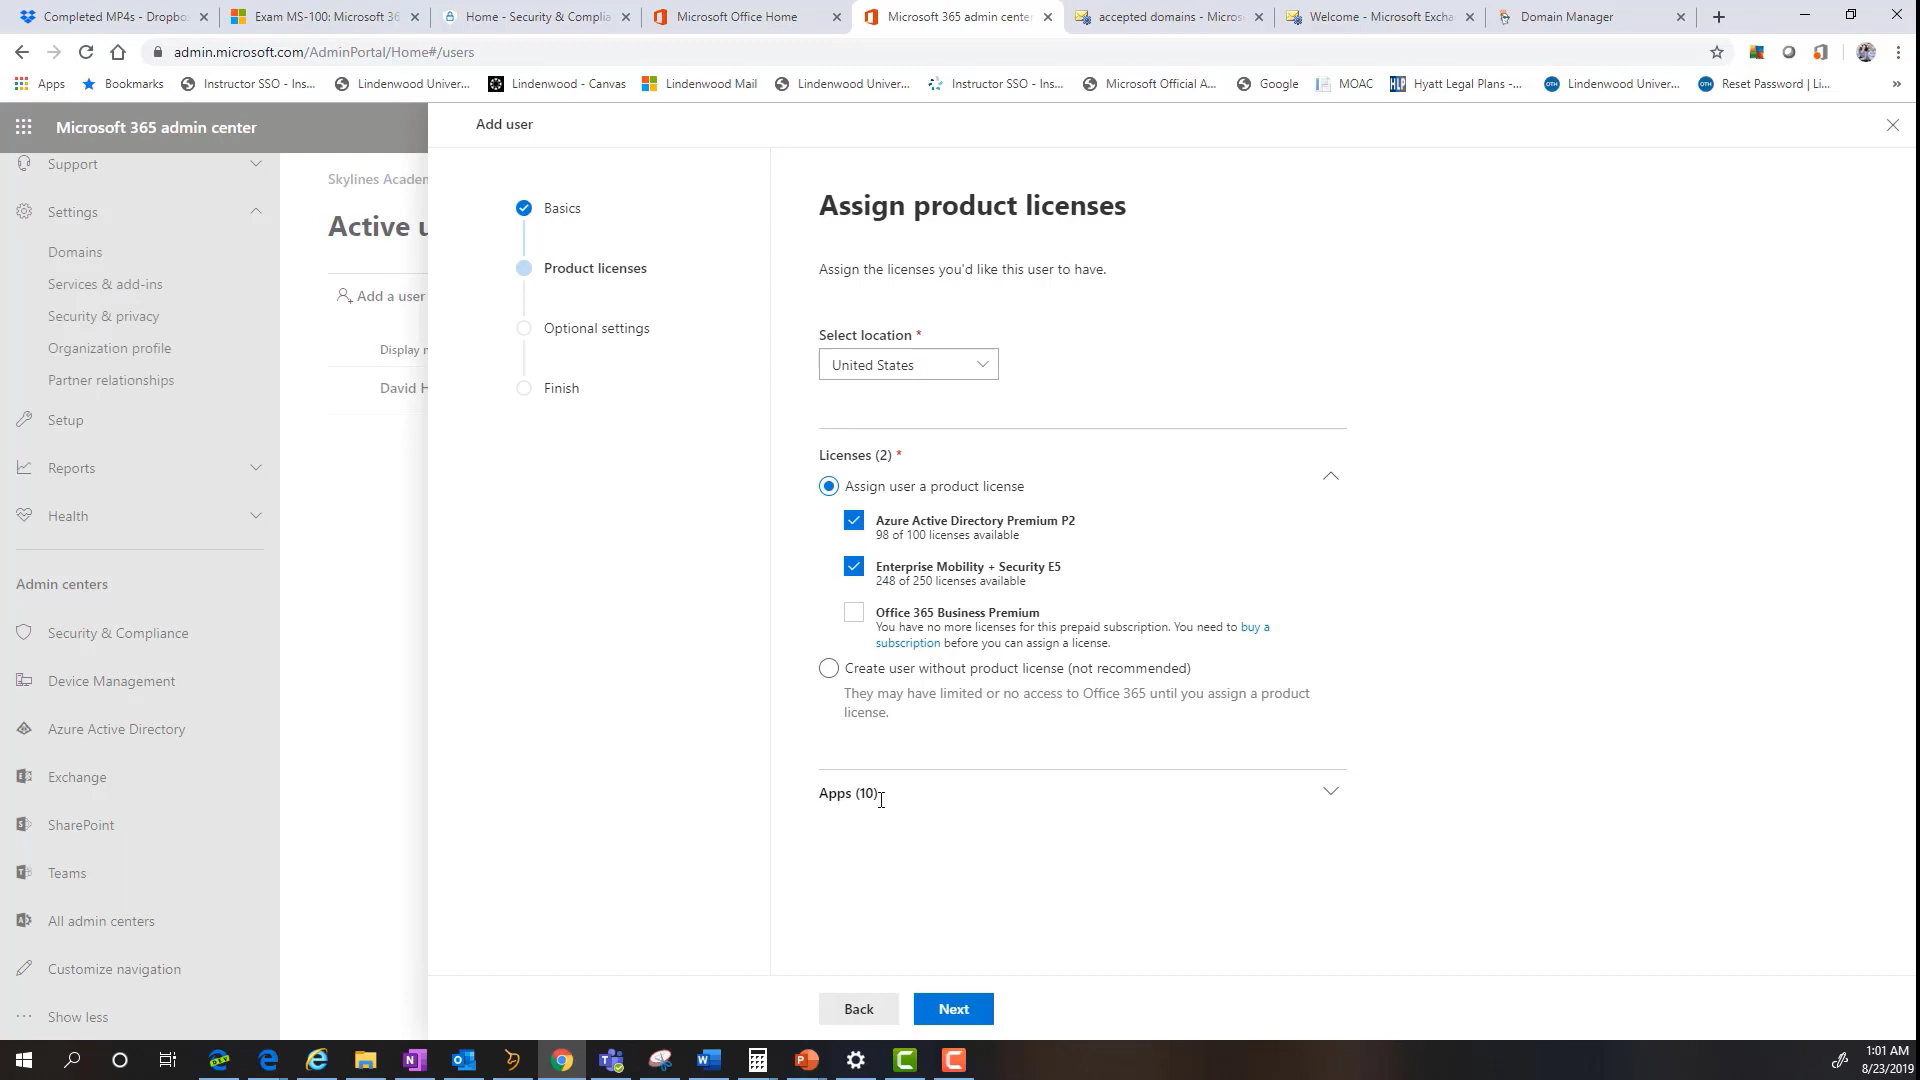 Completed MP4s - Dropbo
Exam MS-100: Microsoft 36
Home - Security & Complia
Microsoft Office Home
Microsoft 365 admin center
accepted domains - Micros
Welcome - Microsoft Excha
Domain Manager
admin.microsoft.com/AdminPortal/Home#/users
Apps
Bookmarks
Instructor SSO - Ins...
Lindenwood Univer...
Lindenwood - Canvas
Lindenwood Mail
Lindenwood Univer...
Instructor SSO - Ins...
Microsoft Official A...
Google
MOAC
HLP
Hyatt Legal Plans -...
Lindenwood Univer...
Reset Password | Li...
Microsoft 365 admin center
Support
Settings
Domains
Services & add-ins
Security & privacy
Organization profile
Partner relationships
Setup
Reports
Health
Admin centers
Security & Compliance
Device Management
Azure Active Directory
Exchange
SharePoint
Teams
All admin centers
Customize navigation
Show less
Skylines Academ
Active u
Add a user
Display n
David H
Add user
Basics
Product licenses
Optional settings
Finish
Assign product licenses
Assign the licenses you'd like this user to have.
Select location *
United States
Licenses (2) *
Assign user a product license
Azure Active Directory Premium P2
98 of 100 licenses available
Enterprise Mobility + Security E5
248 of 250 licenses available
Office 365 Business Premium
You have no more licenses for this prepaid subscription. You need to buy a
subscription before you can assign a license.
Create user without product license (not recommended)
They may have limited or no access to Office 365 until you assign a product
license.
Apps (10)
Back
Next
1:01 AM
8/23/2019